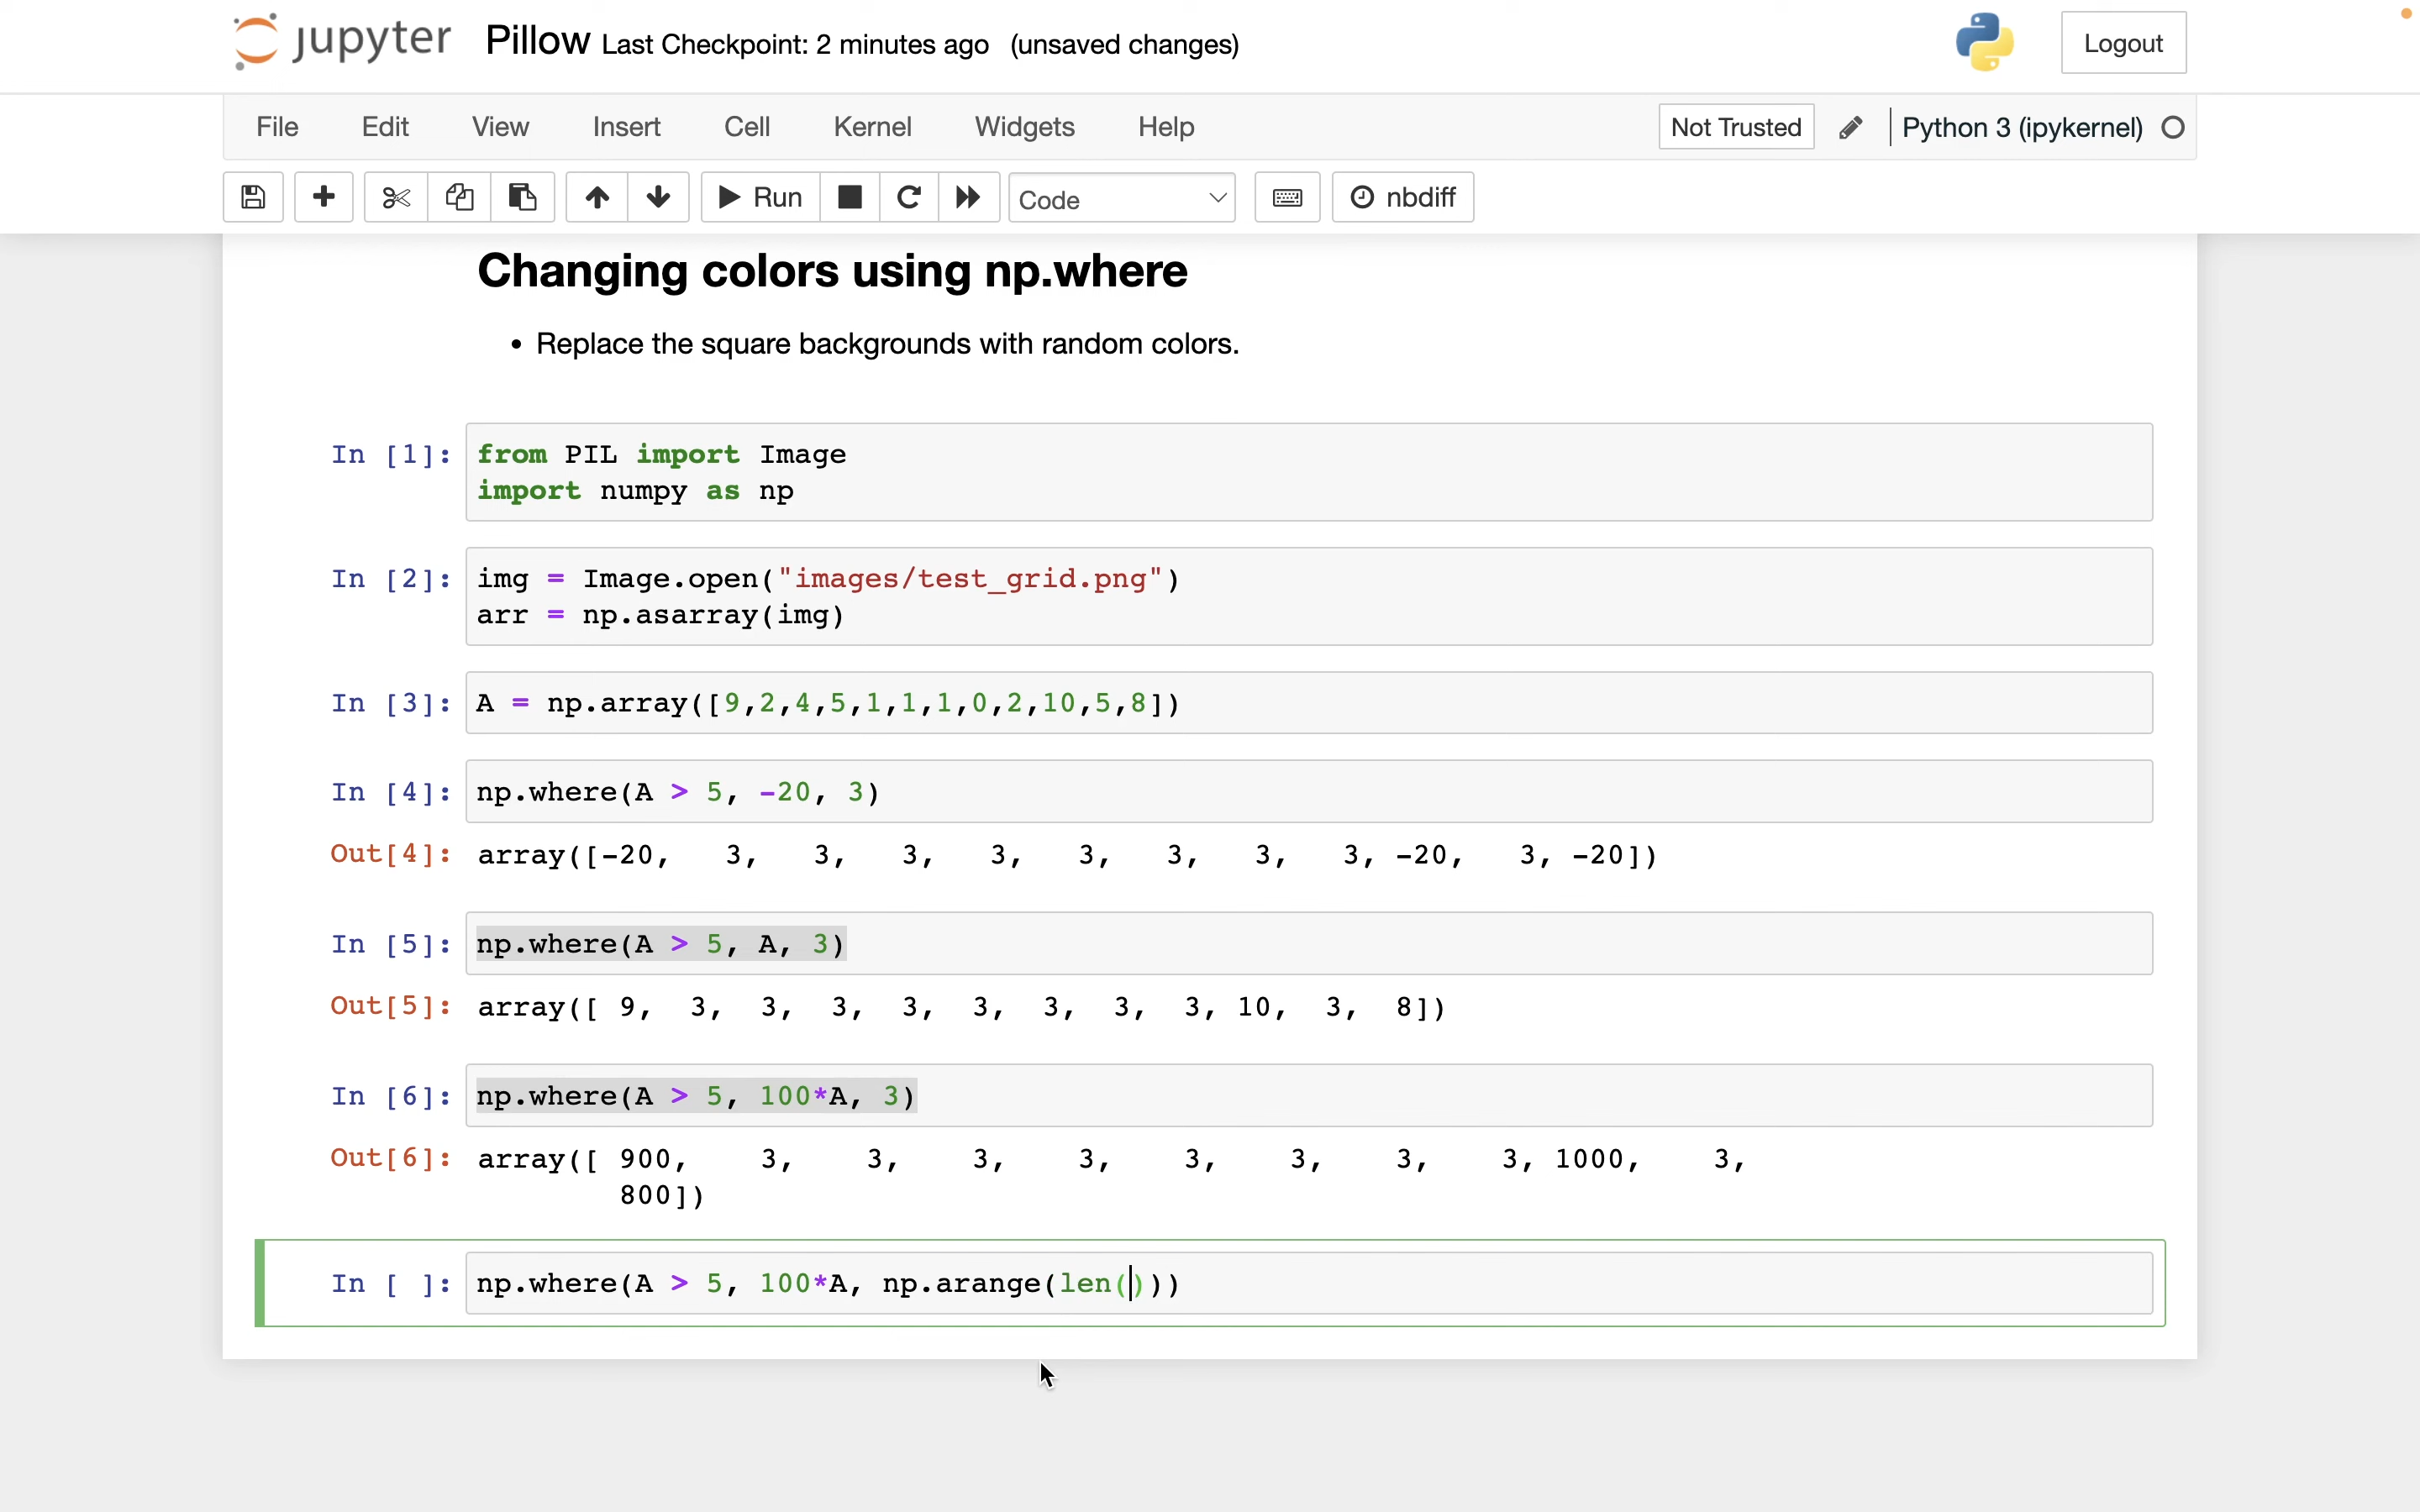 jupyter Pillow Last Checkpoint: 2 minutes ago (unsaved changes) Logout
File Edit View Insert Cell Kernel Widgets Help Not Trusted Python 3 (ipykernel)
Run Code nbdiff
Changing colors using np.where
• Replace the square backgrounds with random colors.
In [1]: from PIL import Image
import numpy as np
In [2]: img = Image.open("images/test_grid.png")
arr = np.asarray(img)
In [3]: A = np.array([9,2,4,5,1,1,1,0,2,10,5,8])
In [4]: np.where(A > 5, -20, 3)
Out[4]: array([-20, 3, 3, 3, 3, 3, 3, 3, 3, -20, 3, -20])
In [5]: np.where(A > 5, A, 3)
Out[5]: array([ 9, 3, 3, 3, 3, 3, 3, 3, 3, 10, 3, 8])
In [6]: np.where(A > 5, 100*A, 3)
Out[6]: array([ 900, 3, 3, 3, 3, 3, 3, 3, 3, 1000, 3,
800])
In [ ]: np.where(A > 5, 100*A, np.arange(len()))